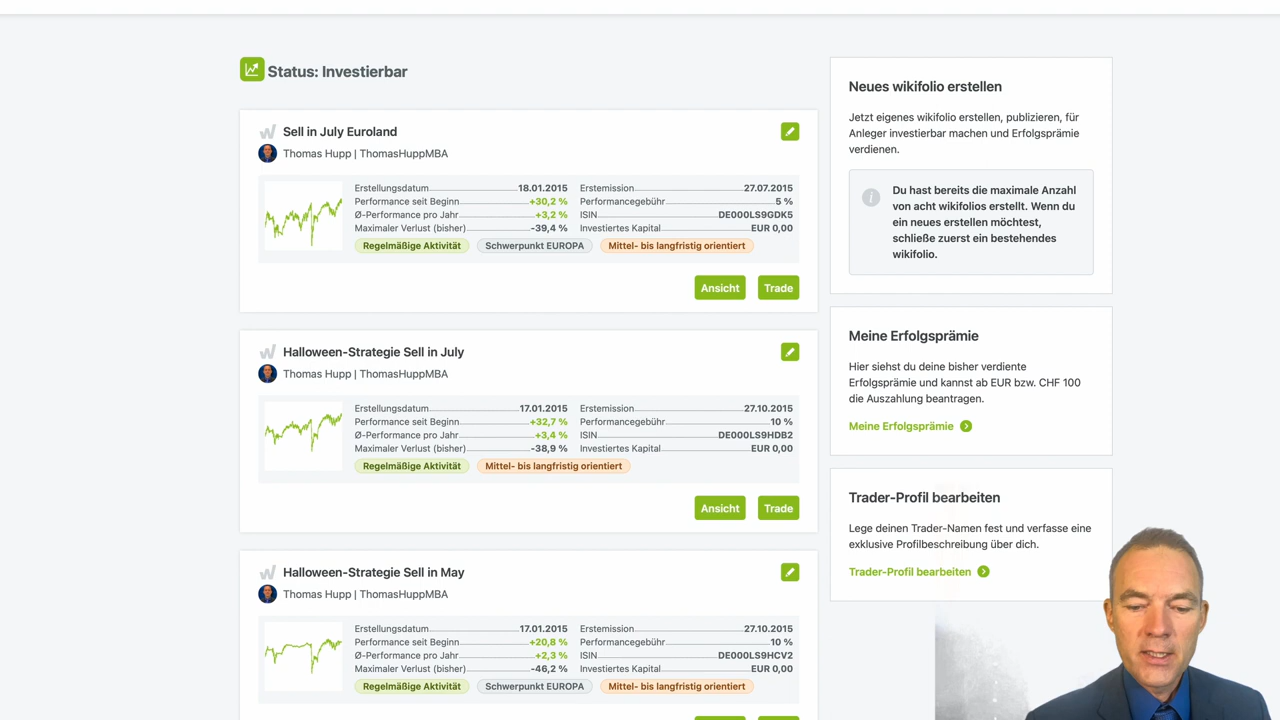 Status: Investierbar
Sell in July Euroland
Thomas Hupp | ThomasHuppMBA
Erstellungsdatum 18.01.2015 Erstemission 27.07.2015
Performance seit Beginn +30,2 % Performancegebühr 5 %
Ø-Performance pro Jahr +3,2 % ISIN DE000LS9GDK5
Maximaler Verlust (bisher) -39,4 % Investiertes Kapital EUR 0,00
Regelmäßige Aktivität Schwerpunkt EUROPA Mittel- bis langfristig orientiert
Ansicht Trade
Halloween-Strategie Sell in July
Thomas Hupp | ThomasHuppMBA
Erstellungsdatum 17.01.2015 Erstemission 27.10.2015
Performance seit Beginn +32,7 % Performancegebühr 10 %
Ø-Performance pro Jahr +3,4 % ISIN DE000LS9HDB2
Maximaler Verlust (bisher) -38,9 % Investiertes Kapital EUR 0,00
Regelmäßige Aktivität Mittel- bis langfristig orientiert
Ansicht Trade
Halloween-Strategie Sell in May
Thomas Hupp | ThomasHuppMBA
Erstellungsdatum 17.01.2015 Erstemission 27.10.2015
Performance seit Beginn +20,8 % Performancegebühr 10 %
Ø-Performance pro Jahr +2,3 % ISIN DE000LS9HCV2
Maximaler Verlust (bisher) -46,2 % Investiertes Kapital EUR 0,00
Regelmäßige Aktivität Schwerpunkt EUROPA Mittel- bis langfristig orientiert
Neues wikifolio erstellen
Jetzt eigenes wikifolio erstellen, publizieren, für
Anleger investierbar machen und Erfolgsprämie
verdienen.
Du hast bereits die maximale Anzahl
von acht wikifolios erstellt. Wenn du
ein neues erstellen möchtest,
schließe zuerst ein bestehendes
wikifolio.
Meine Erfolgsprämie
Hier siehst du deine bisher verdiente
Erfolgsprämie und kannst ab EUR bzw. CHF 100
die Auszahlung beantragen.
Meine Erfolgsprämie
Trader-Profil bearbeiten
Lege deinen Trader-Namen fest und verfasse eine
exklusive Profilbeschreibung über dich.
Trader-Profil bearbeiten